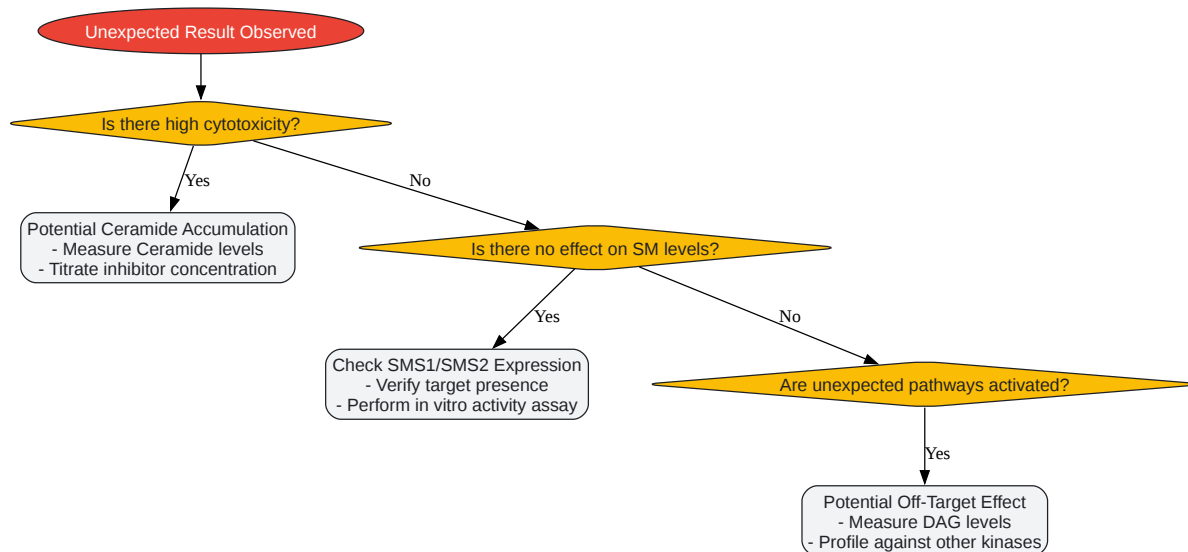 Unexpected Result Observed
Is there high cytotoxicity?
Yes
No
Potential Ceramide Accumulation
- Measure Ceramide levels
- Titrate inhibitor concentration
Is there no effect on SM levels?
Yes
No
Check SMS1/SMS2 Expression
- Verify target presence
- Perform in vitro activity assay
Are unexpected pathways activated?
Yes
Potential Off-Target Effect
- Measure DAG levels
- Profile against other kinases